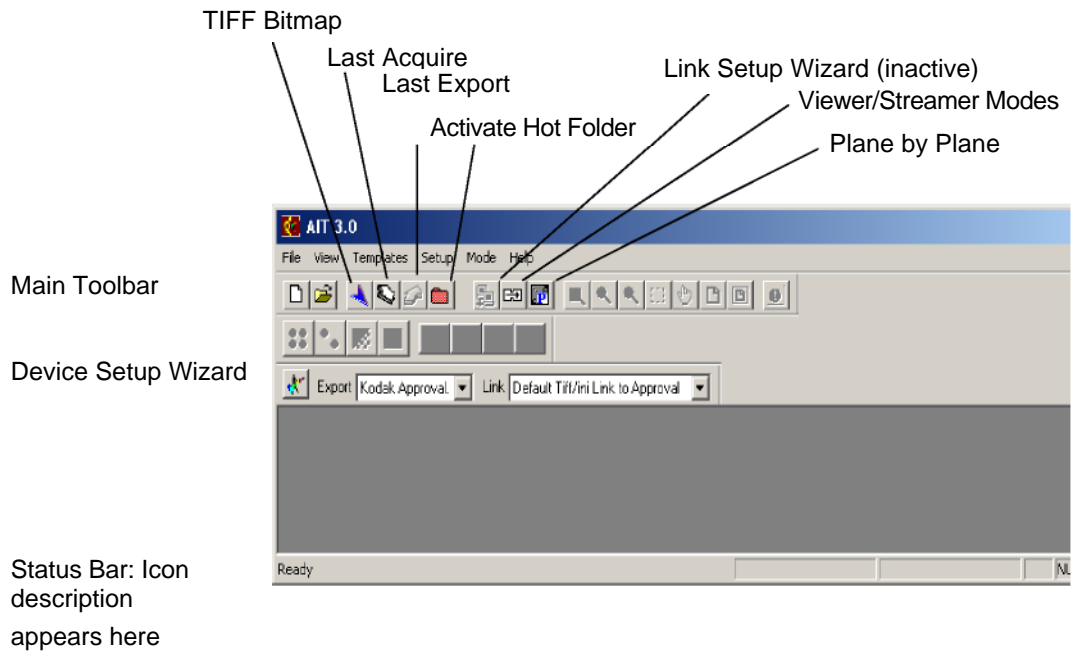 TIFF Bitmap
Last Acquire
Last Export
Activate Hot Folder
Link Setup Wizard (inactive)
Viewer/Streamer Modes
Plane by Plane
AIT 3.0
File View Templates Setup Mode Help
Main Toolbar
Device Setup Wizard
Export Kodak Approval. Link Default Tiff/ini Link to Approval
Ready NU
Status Bar: Icon
description
appears here